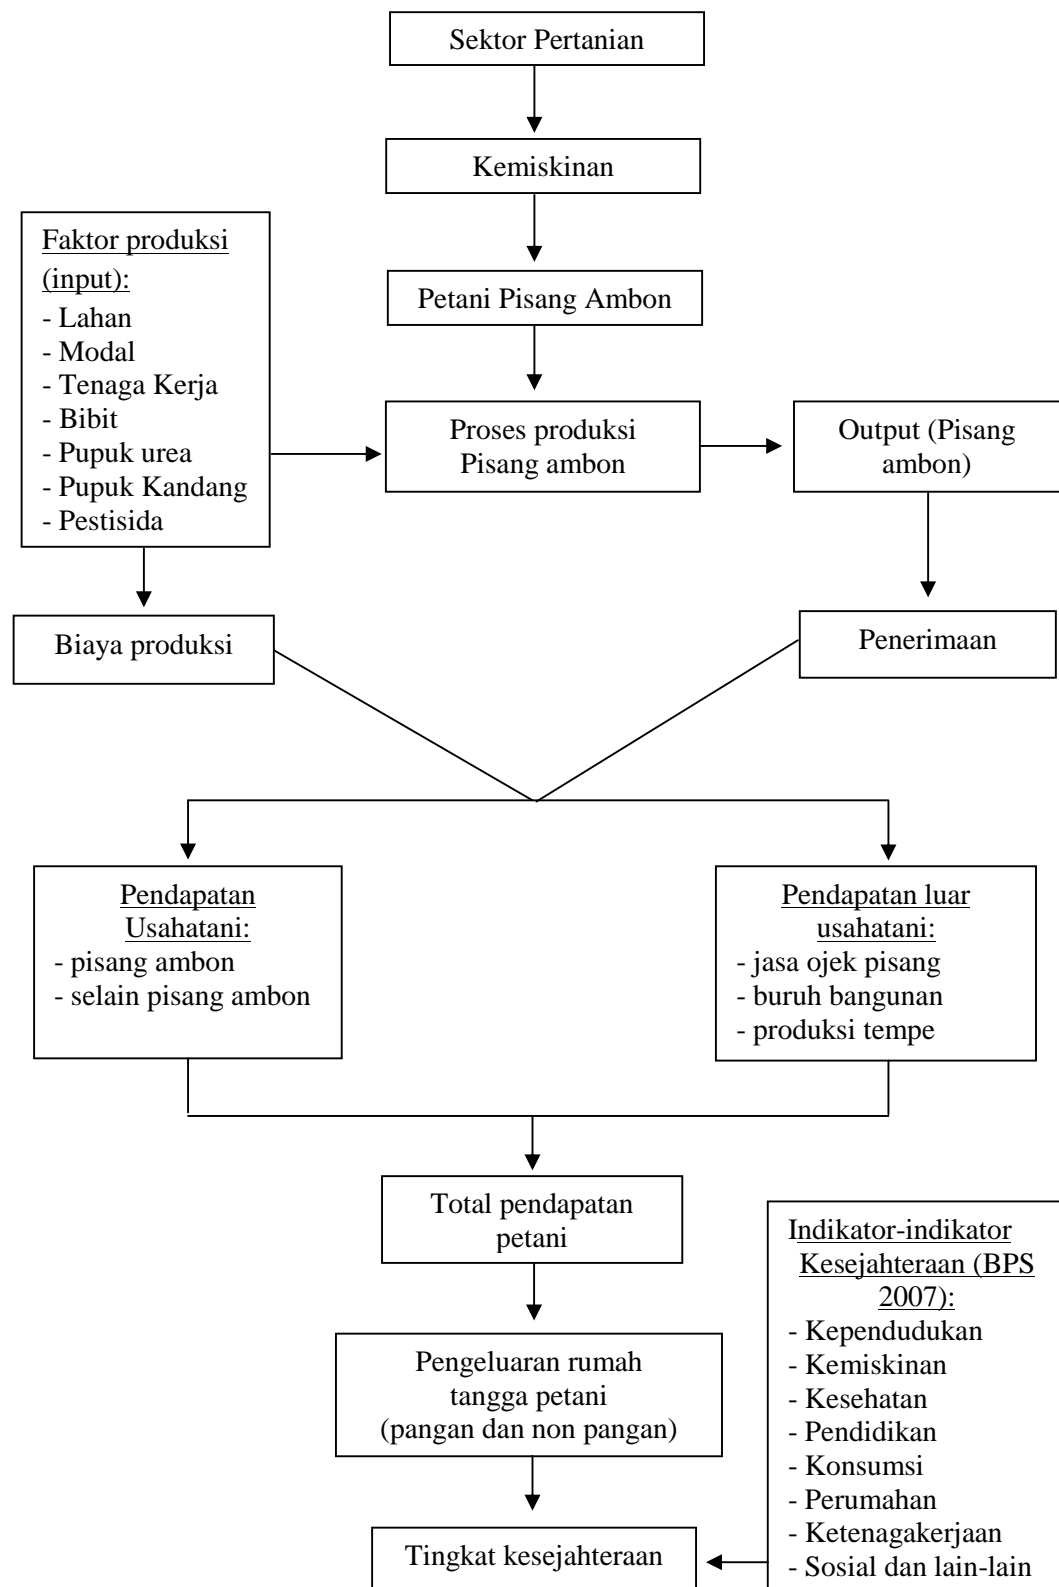 Sektor Pertanian
Kemiskinan
Faktor produksi
(input):
- Lahan
- Modal
- Tenaga Kerja
- Bibit
- Pupuk urea
- Pupuk Kandang
- Pestisida
Petani Pisang Ambon
Proses produksi
Pisang ambon
Output (Pisang
ambon)
Biaya produksi
Penerimaan
Pendapatan
Usahatani:
- pisang ambon
- selain pisang ambon
Pendapatan luar
usahatani:
- jasa ojek pisang
- buruh bangunan
- produksi tempe
Total pendapatan
petani
Pengeluaran rumah
tangga petani
(pangan dan non pangan)
Tingkat kesejahteraan
Indikator-indikator
Kesejahteraan (BPS
2007):
- Kependudukan
- Kemiskinan
- Kesehatan
- Pendidikan
- Konsumsi
- Perumahan
- Ketenagakerjaan
- Sosial dan lain-lain